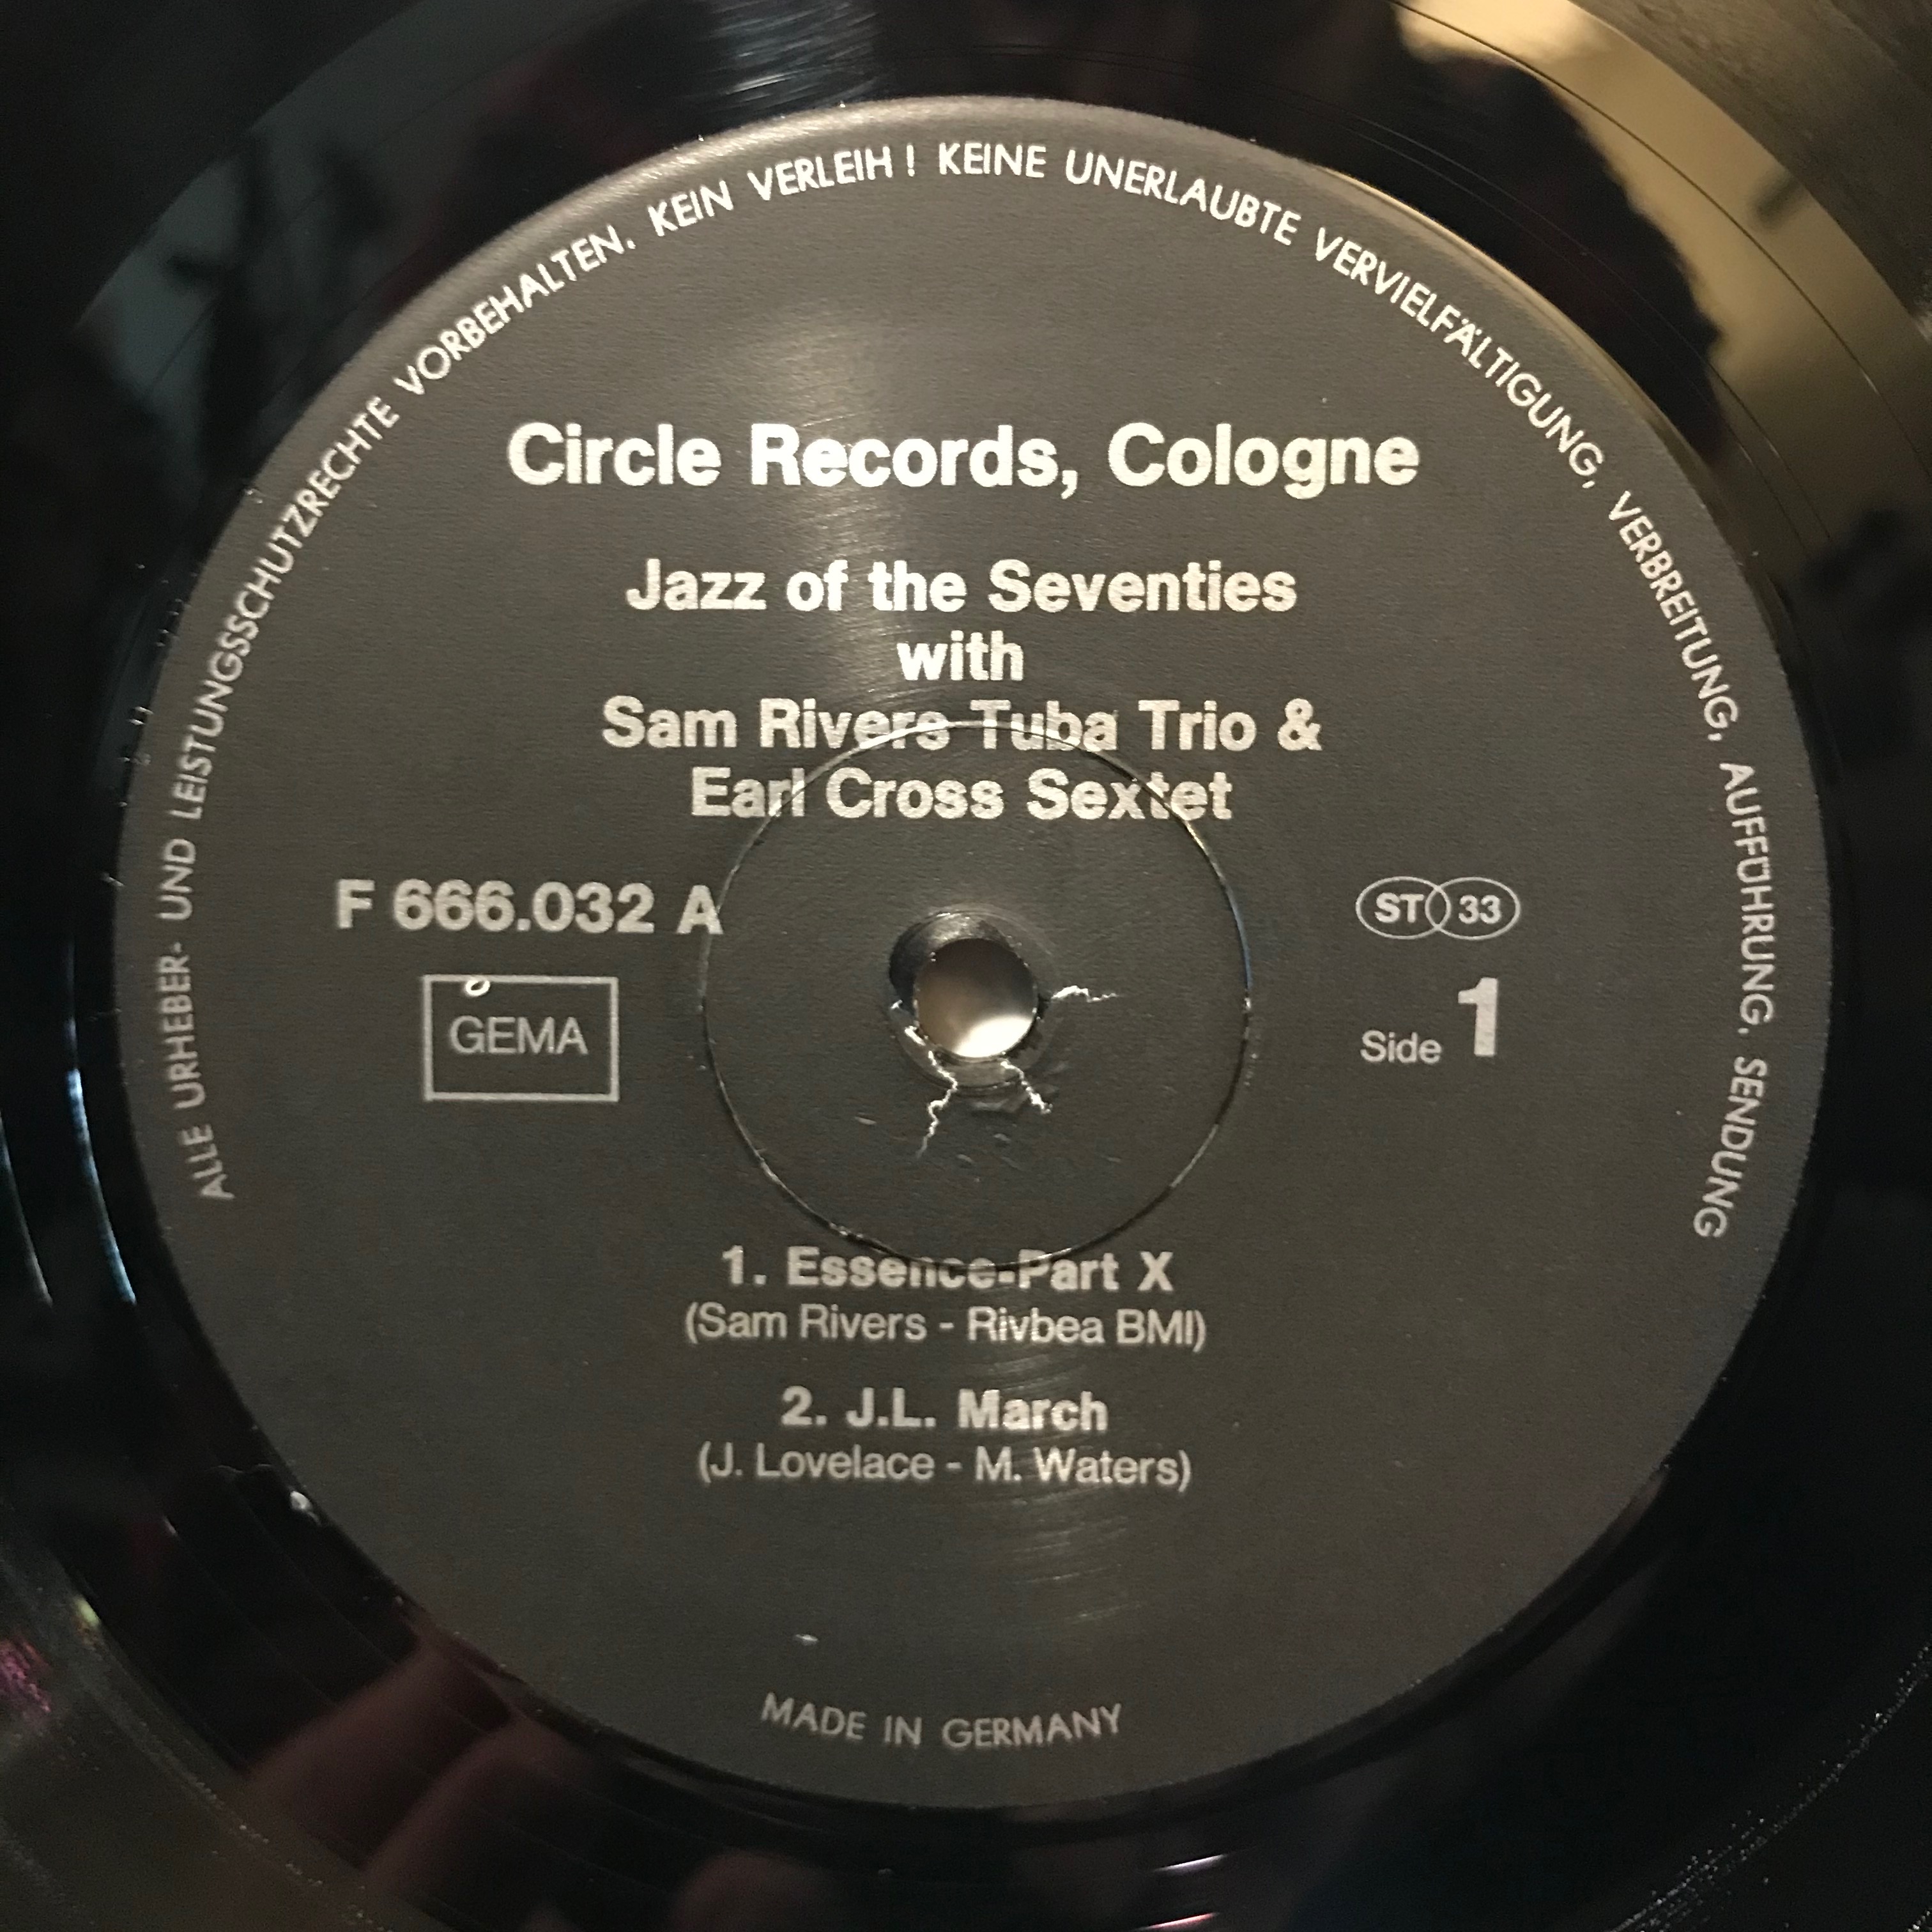 ALLE URHEBER- UND LEISTUNGSSCHUTZRECHTE VORBEHALTEN. KEIN VERLEIH! KEINE UNERLAUBTE VERVIELFÄLTIGUNG, VERBREITUNG, AUFFÜHRUNG, SENDUNG
Circle Records, Cologne
Jazz of the Seventies
with
Sam Rivers Tuba Trio &
Earl Cross Sextet
F 666.032 A
ST 33
GEMA
Side 1
1. Essence-Part X
(Sam Rivers - Rivbea BMI)
2. J.L. March
(J. Lovelace - M. Waters)
MADE IN GERMANY